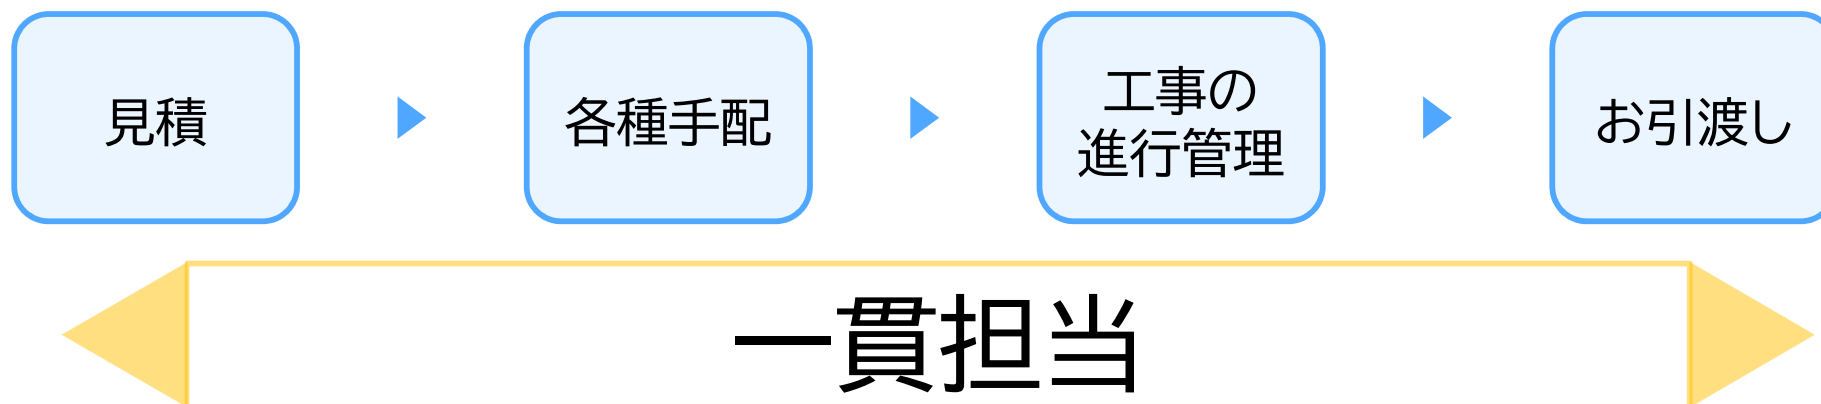 見積
各種手配
工事の
進行管理
お引渡し
一貫担当